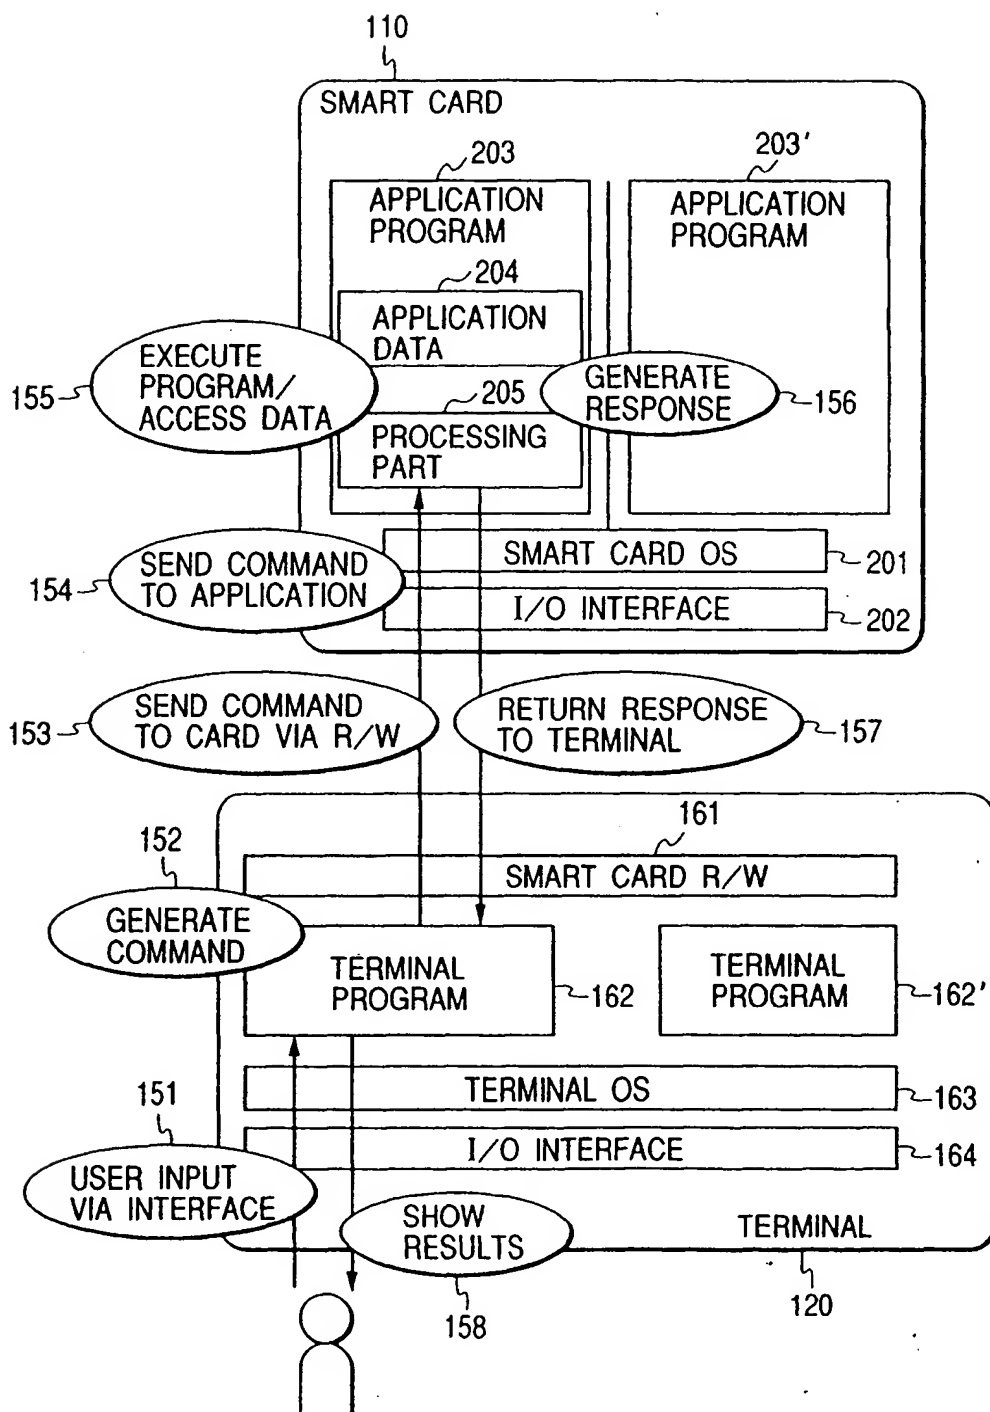 110
SMART CARD
203
203'
APPLICATION
PROGRAM
APPLICATION
PROGRAM
204
APPLICATION
DATA
EXECUTE
PROGRAM/
ACCESS DATA
155
GENERATE
RESPONSE
156
205
PROCESSING
PART
SMART CARD OS
201
SEND COMMAND
TO APPLICATION
154
I/O INTERFACE
202
SEND COMMAND
TO CARD VIA R/W
153
RETURN RESPONSE
TO TERMINAL
157
161
SMART CARD R/W
152
GENERATE
COMMAND
TERMINAL
PROGRAM
162
TERMINAL
PROGRAM
162'
TERMINAL OS
163
151
I/O INTERFACE
164
USER INPUT
VIA INTERFACE
SHOW
RESULTS
158
TERMINAL
120